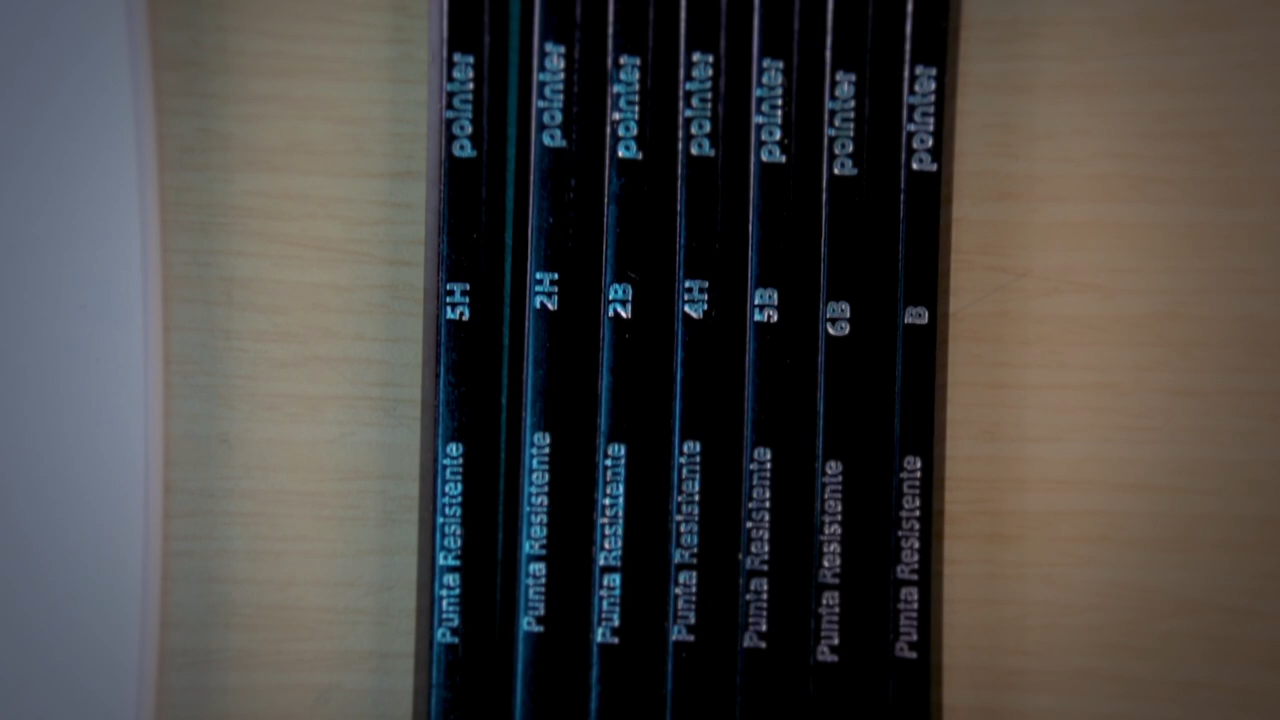 Punta Resistente 5H pointer
Punta Resistente 2H pointer
Punta Resistente 2B pointer
Punta Resistente 4H pointer
Punta Resistente 5B pointer
Punta Resistente 6B pointer
Punta Resistente B pointer